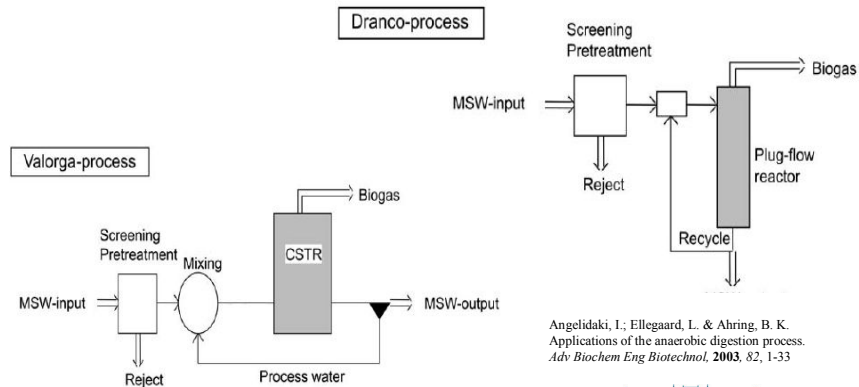 Dranco-process
Screening
Pretreatment
Biogas
MSW-input
Plug-flow
reactor
Reject
Recycle
Valorga-process
Biogas
Screening
Pretreatment
Mixing
CSTR
MSW-input
MSW-output
Process water
Reject
Angelidaki, I.; Ellegaard, L. & Ahring, B. K.
Applications of the anaerobic digestion process.
Adv Biochem Eng Biotechnol, 2003, 82, 1-33